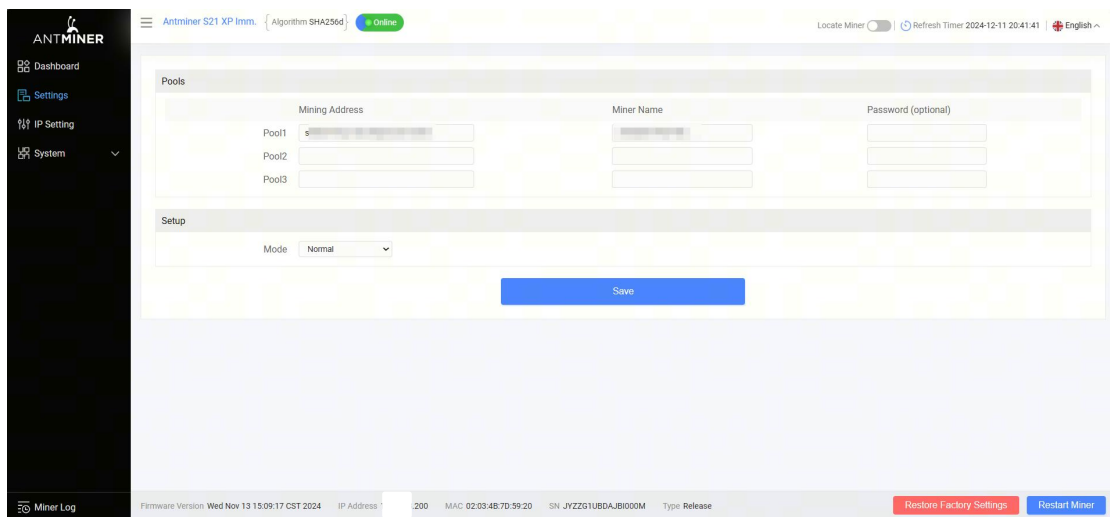 ANTMINER
Antminer S21 XP Imm. Algorithm SHA256d Online
Locate Miner Refresh Timer 2024-12-11 20:41:41 English
Dashboard
Settings
IP Setting
System
Pools
Mining Address Miner Name Password (optional)
Pool1 s
Pool2
Pool3
Setup
Mode Normal
Save
Miner Log
Firmware Version Wed Nov 13 15:09:17 CST 2024 IP Address .200 MAC 02:03:4B:7D:59:20 SN JYZZG1UBDAJBI000M Type Release
Restore Factory Settings Restart Miner